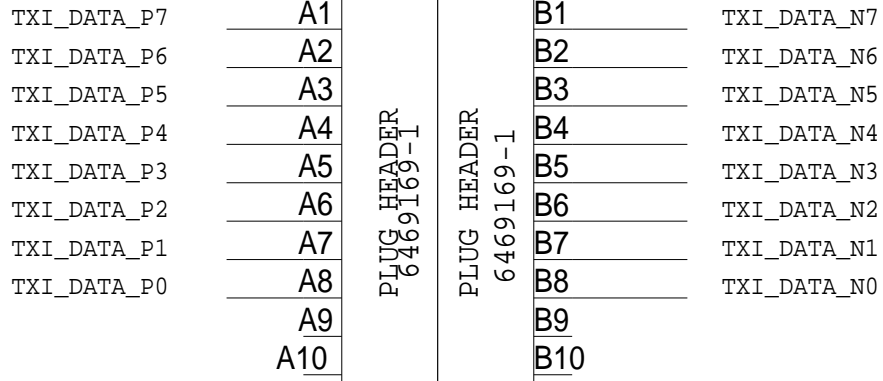 TXI_DATA_P7 A1 B1 TXI_DATA_N7
TXI_DATA_P6 A2 B2 TXI_DATA_N6
TXI_DATA_P5 A3 B3 TXI_DATA_N5
TXI_DATA_P4 A4 B4 TXI_DATA_N4
TXI_DATA_P3 A5 B5 TXI_DATA_N3
TXI_DATA_P2 A6 B6 TXI_DATA_N2
TXI_DATA_P1 A7 B7 TXI_DATA_N1
TXI_DATA_P0 A8 B8 TXI_DATA_N0
A9 B9
A10 B10
PLUG HEADER
6469169-1
PLUG HEADER
6469169-1